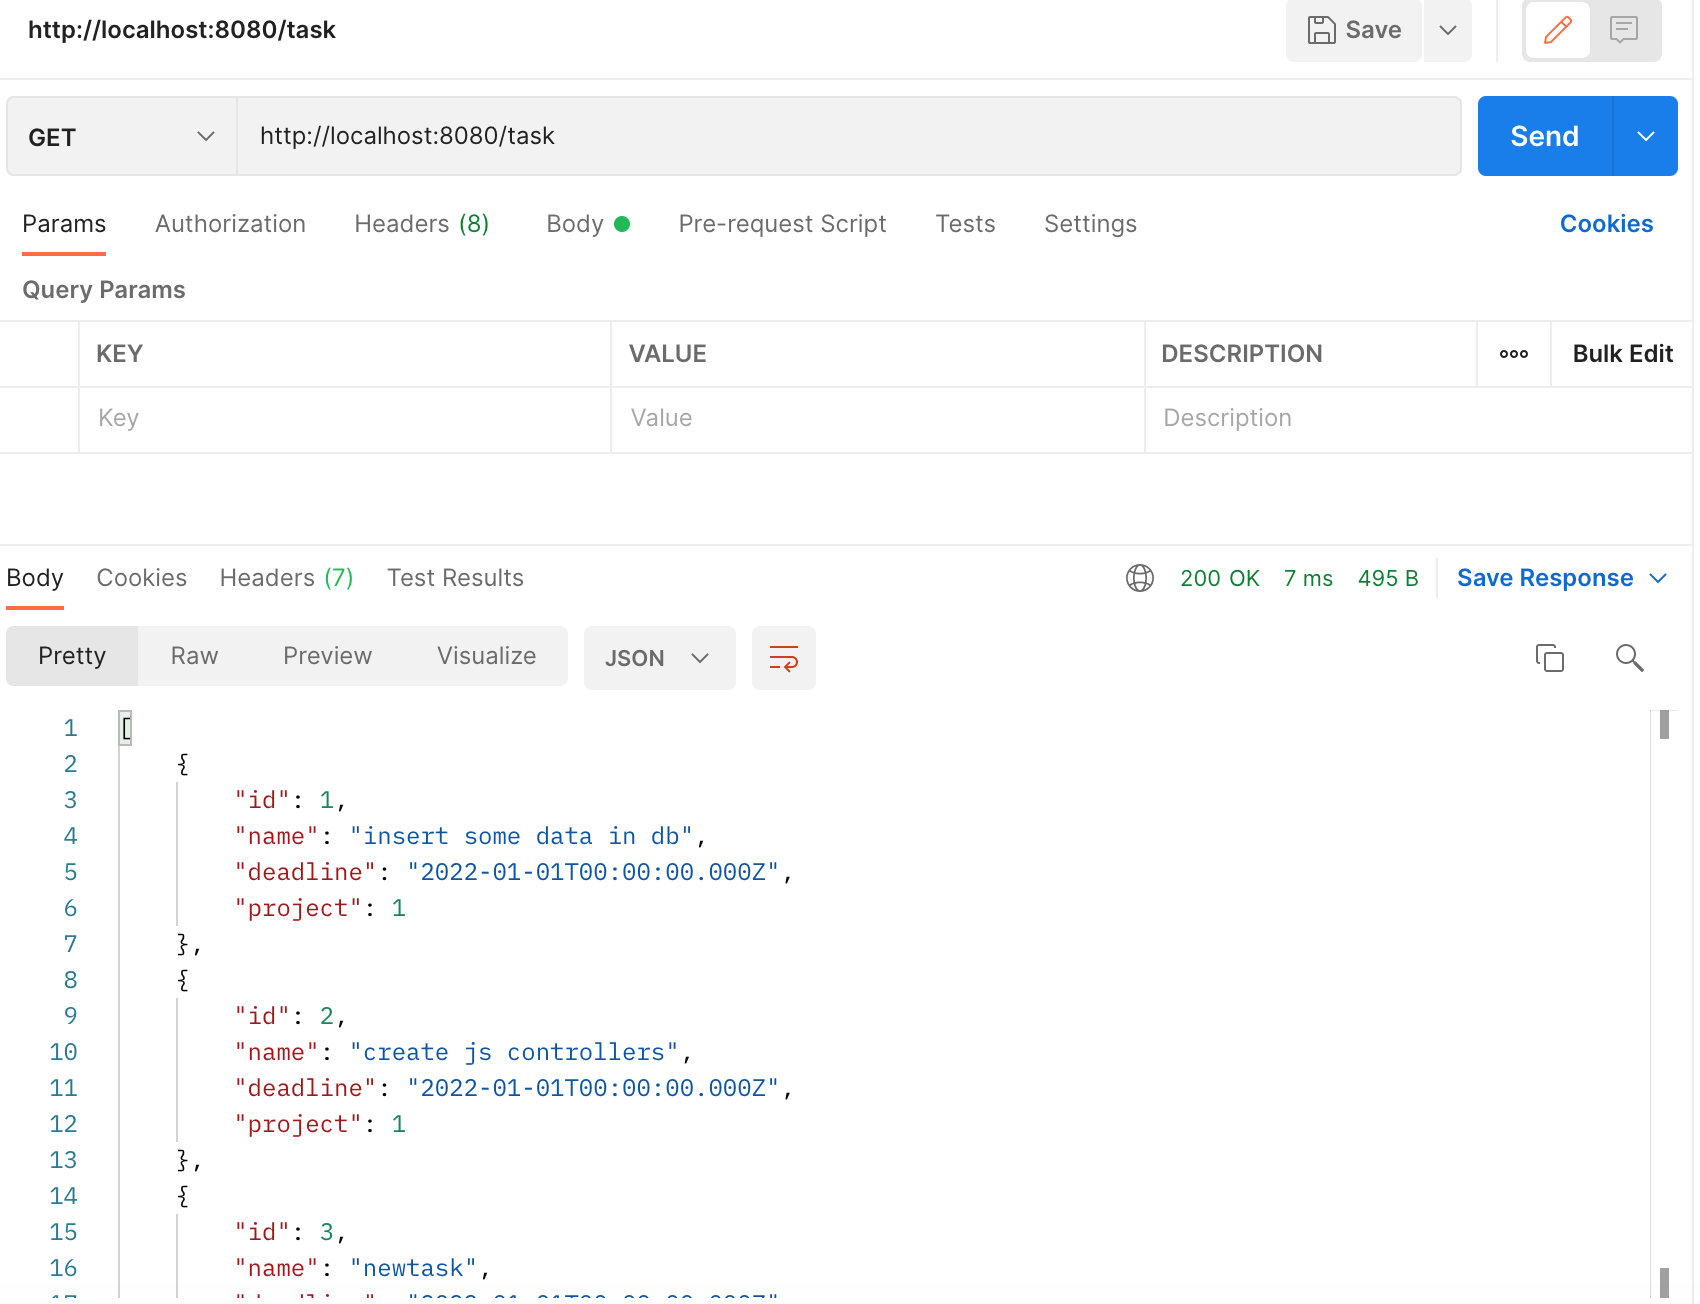 http://localhost:8080/task
Save
GET
http://localhost:8080/task
Send
Params Authorization Headers (8) Body Pre-request Script Tests Settings Cookies
Query Params
KEY VALUE DESCRIPTION ooo Bulk Edit
Key Value Description
Body Cookies Headers (7) Test Results 200 OK 7 ms 495 B Save Response
Pretty Raw Preview Visualize JSON
1 [
2 {
3 "id": 1,
4 "name": "insert some data in db",
5 "deadline": "2022-01-01T00:00:00.000Z",
6 "project": 1
7 },
8 {
9 "id": 2,
10 "name": "create js controllers",
11 "deadline": "2022-01-01T00:00:00.000Z",
12 "project": 1
13 },
14 {
15 "id": 3,
16 "name": "newtask",